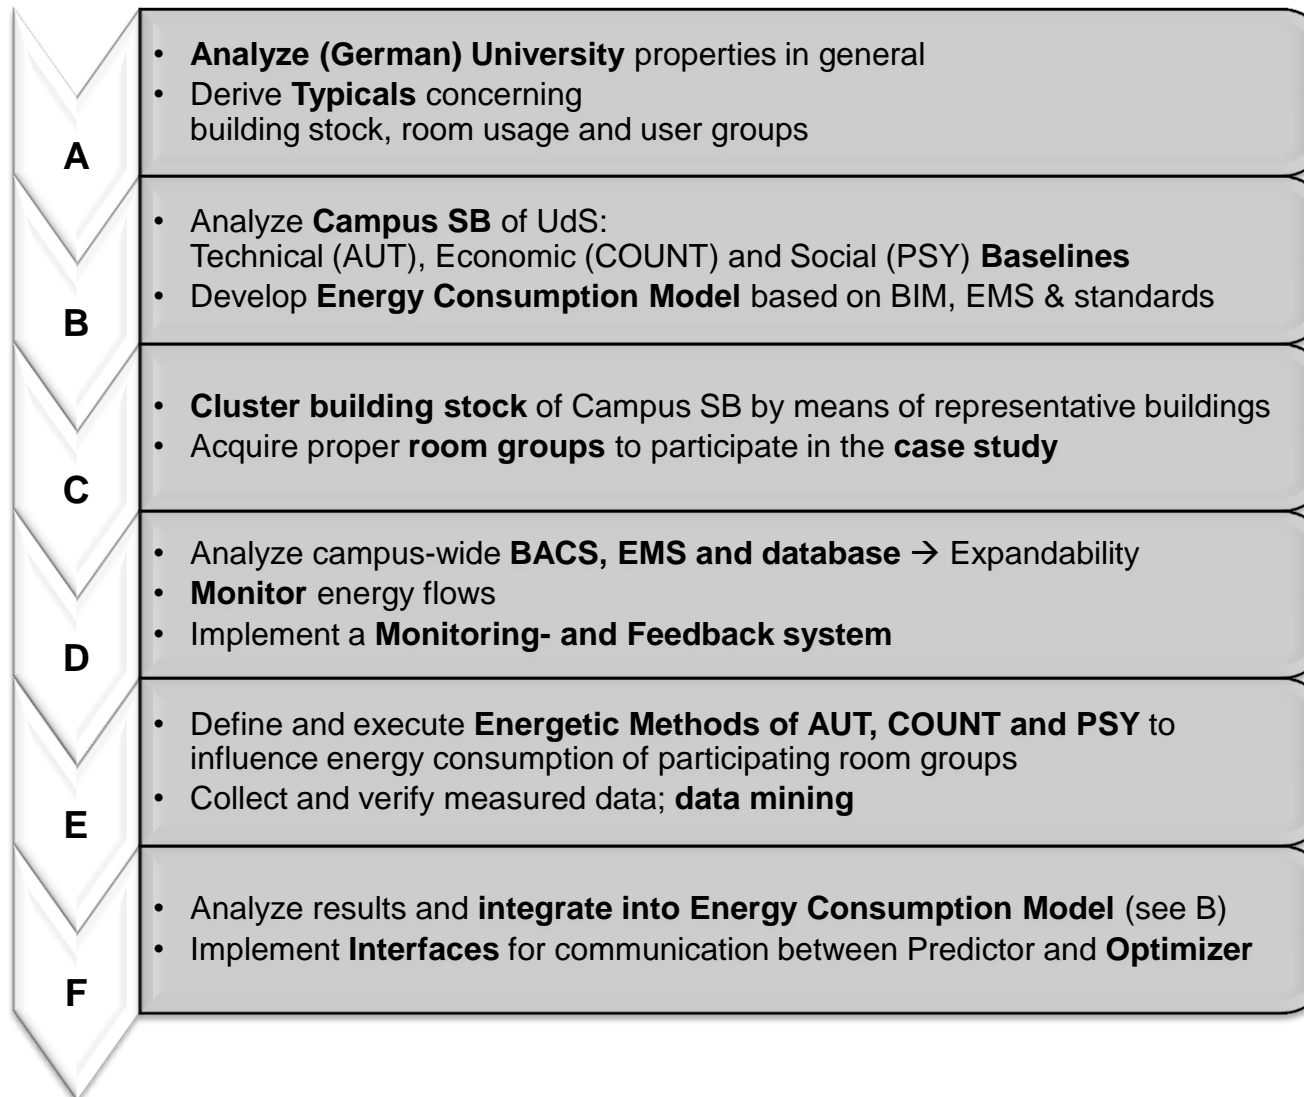 A
• Analyze (German) University properties in general
• Derive Typicals concerning
building stock, room usage and user groups
B
• Analyze Campus SB of UdS:
Technical (AUT), Economic (COUNT) and Social (PSY) Baselines
• Develop Energy Consumption Model based on BIM, EMS & standards
C
• Cluster building stock of Campus SB by means of representative buildings
• Acquire proper room groups to participate in the case study
D
• Analyze campus-wide BACS, EMS and database → Expandability
• Monitor energy flows
• Implement a Monitoring- and Feedback system
E
• Define and execute Energetic Methods of AUT, COUNT and PSY to
influence energy consumption of participating room groups
• Collect and verify measured data; data mining
F
• Analyze results and integrate into Energy Consumption Model (see B)
• Implement Interfaces for communication between Predictor and Optimizer